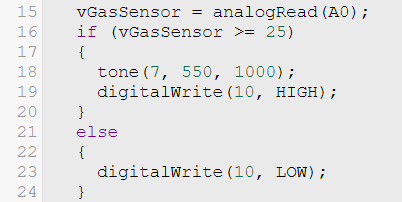 15 vGasSensor = analogRead(A0);
16 if (vGasSensor >= 25)
17 {
18 tone(7, 550, 1000);
19 digitalWrite(10, HIGH);
20 }
21 else
22 {
23 digitalWrite(10, LOW);
24 }